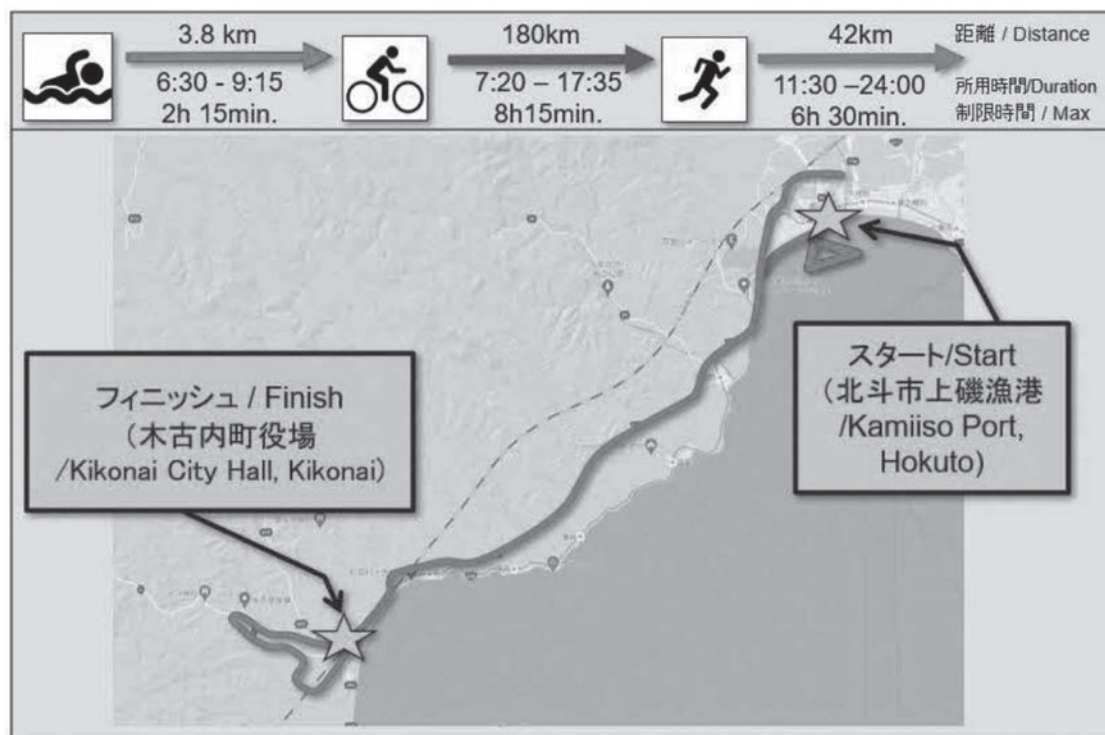 3.8 km
180km
42km
距離 / Distance
6:30 - 9:15
7:20 – 17:35
11:30 –24:00
所用時間/Duration
2h 15min.
8h15min.
6h 30min.
制限時間 / Max
スタート/Start
(北斗市上磯漁港
/Kamiiso Port,
Hokuto)
フィニッシュ / Finish
(木古内町役場
/Kikonai City Hall, Kikonai)